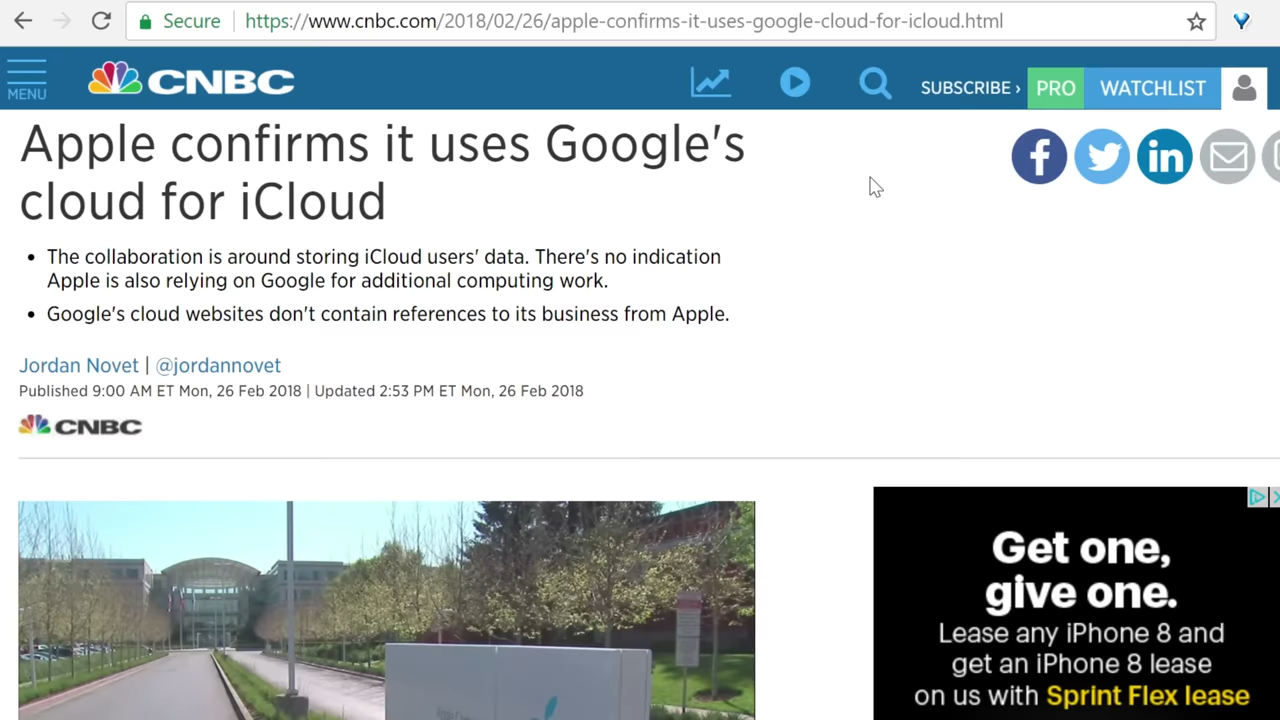 Secure https://www.cnbc.com/2018/02/26/apple-confirms-it-uses-google-cloud-for-icloud.html
MENU CNBC SUBSCRIBE › PRO WATCHLIST
Apple confirms it uses Google's
cloud for iCloud
• The collaboration is around storing iCloud users' data. There's no indication
Apple is also relying on Google for additional computing work.
• Google's cloud websites don't contain references to its business from Apple.
Jordan Novet | @jordannovet
Published 9:00 AM ET Mon, 26 Feb 2018 | Updated 2:53 PM ET Mon, 26 Feb 2018
CNBC
Get one,
give one.
Lease any iPhone 8 and
get an iPhone 8 lease
on us with Sprint Flex lease